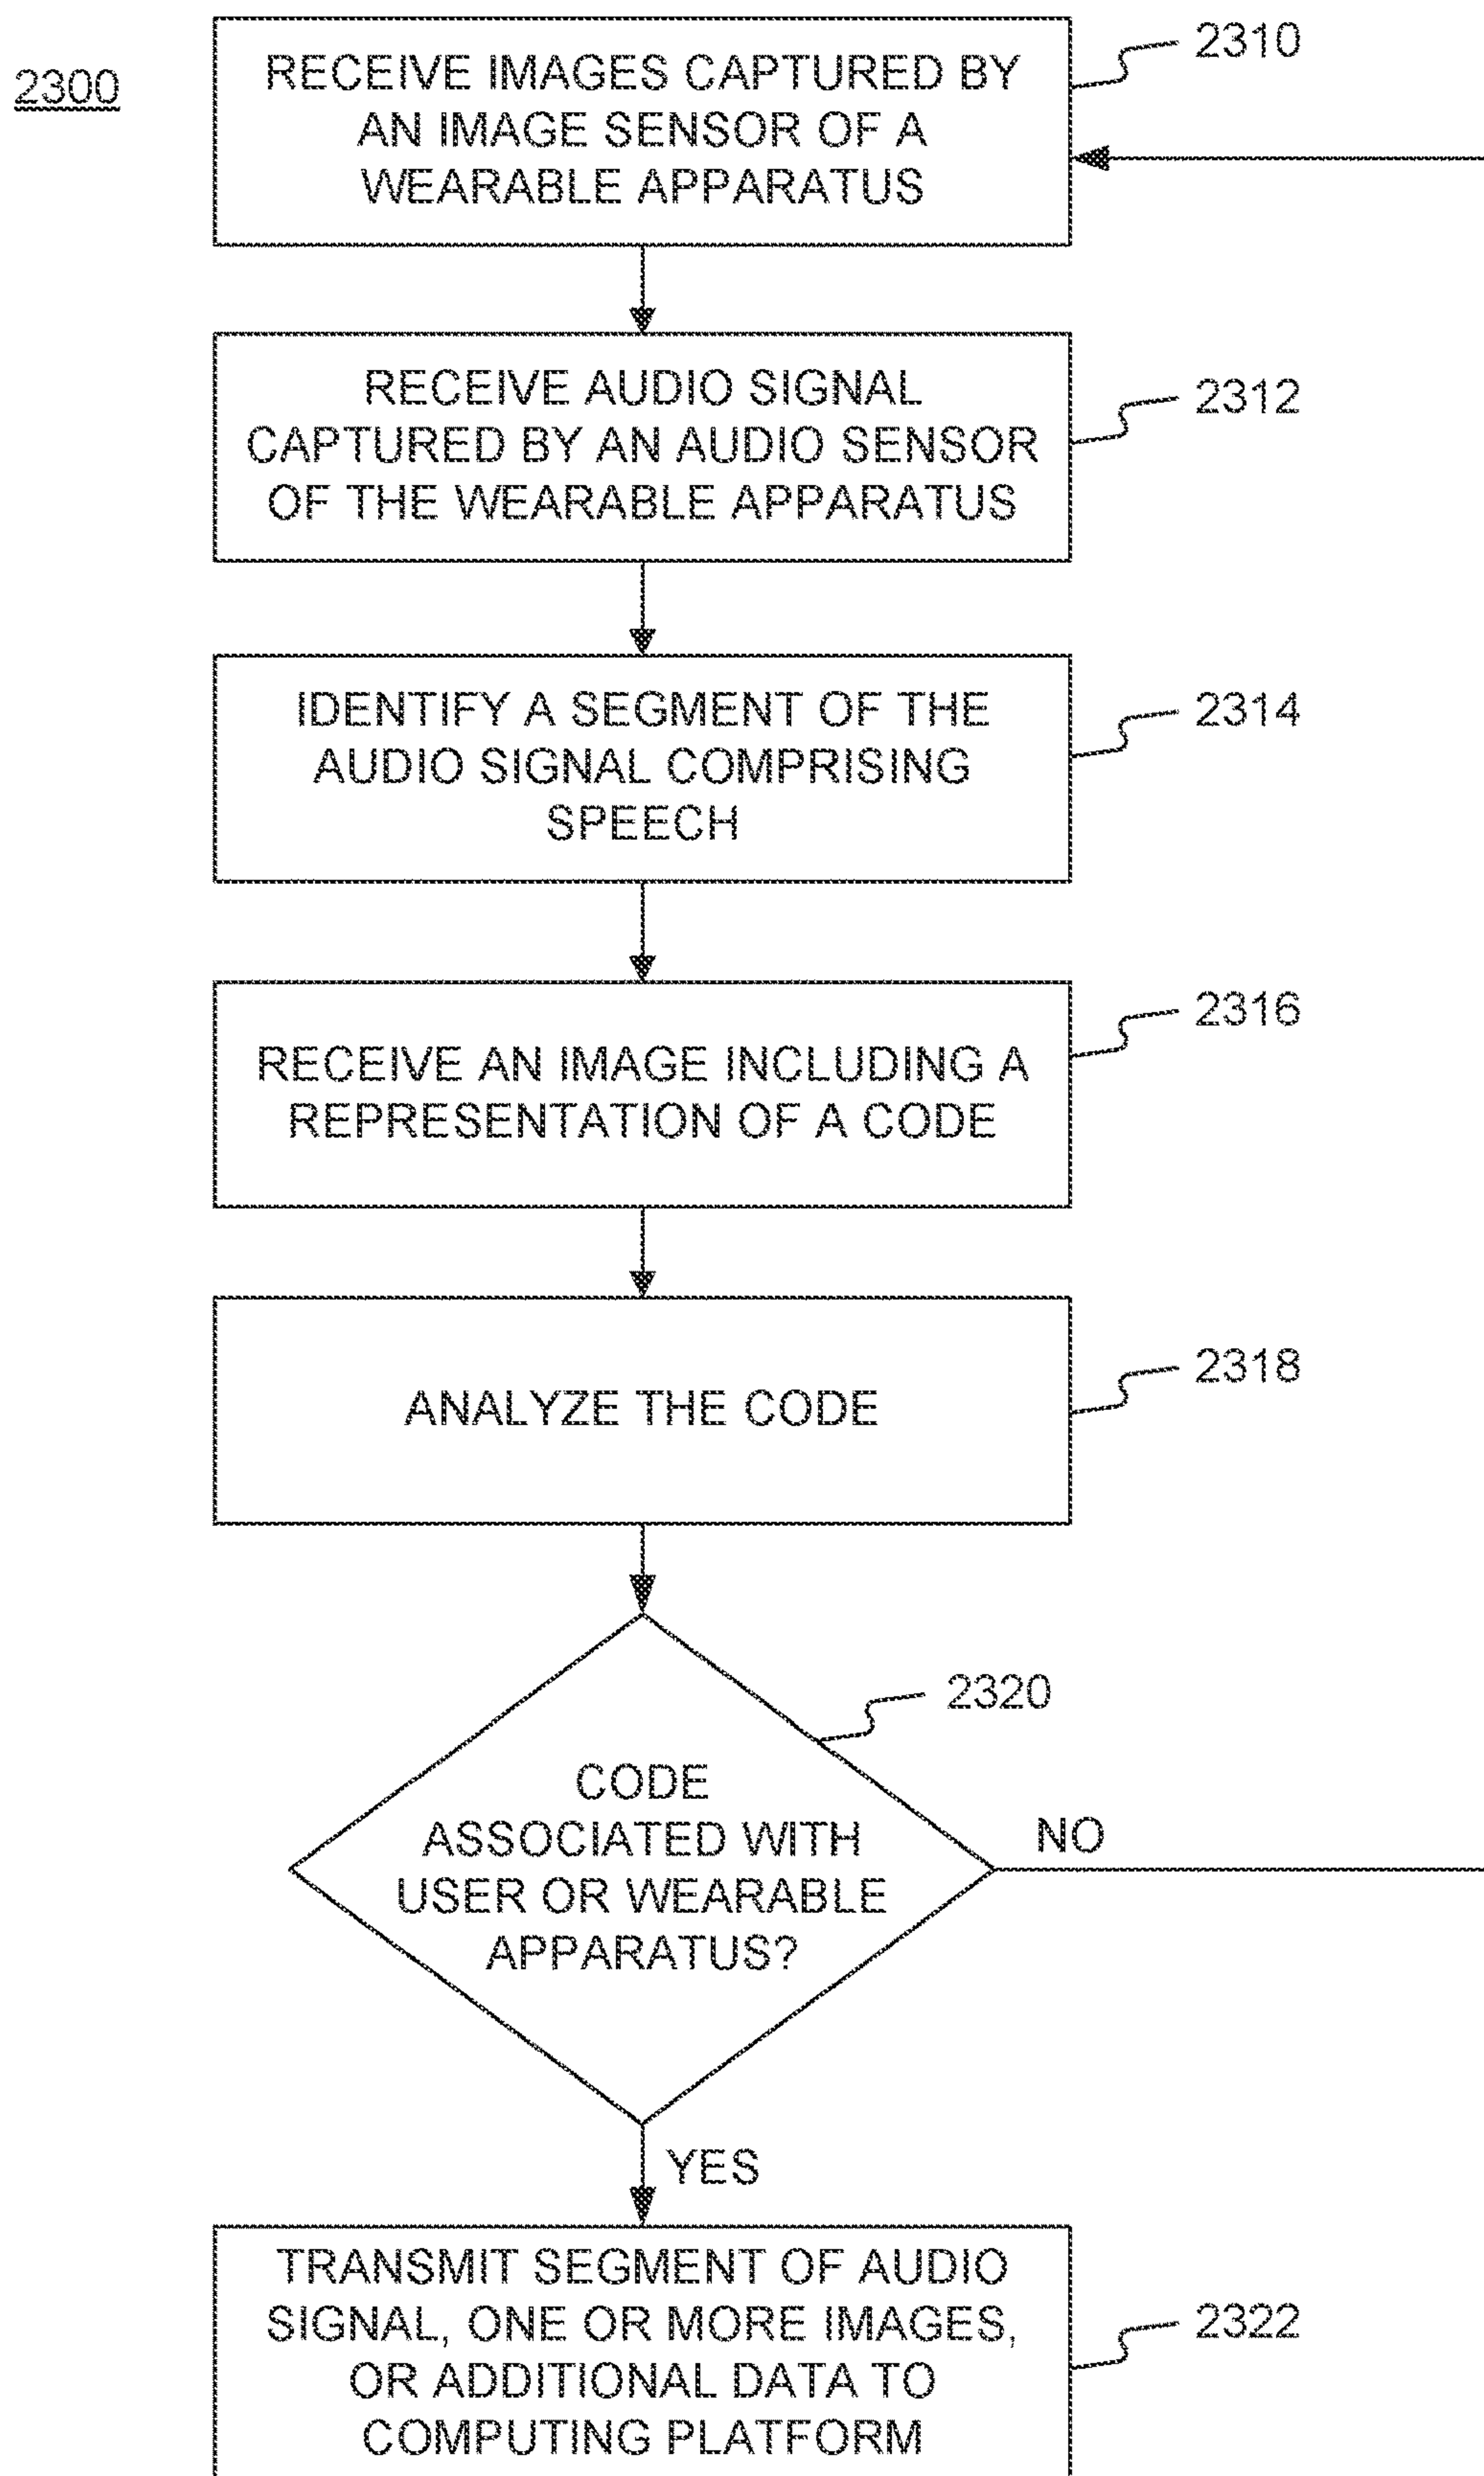 2300
RECEIVE IMAGES CAPTURED BY
AN IMAGE SENSOR OF A
WEARABLE APPARATUS
2310
RECEIVE AUDIO SIGNAL
CAPTURED BY AN AUDIO SENSOR
OF THE WEARABLE APPARATUS
2312
IDENTIFY A SEGMENT OF THE
AUDIO SIGNAL COMPRISING
SPEECH
2314
RECEIVE AN IMAGE INCLUDING A
REPRESENTATION OF A CODE
2316
ANALYZE THE CODE
2318
CODE
ASSOCIATED WITH
USER OR WEARABLE
APPARATUS?
2320
NO
YES
TRANSMIT SEGMENT OF AUDIO
SIGNAL, ONE OR MORE IMAGES,
OR ADDITIONAL DATA TO
COMPUTING PLATFORM
2322